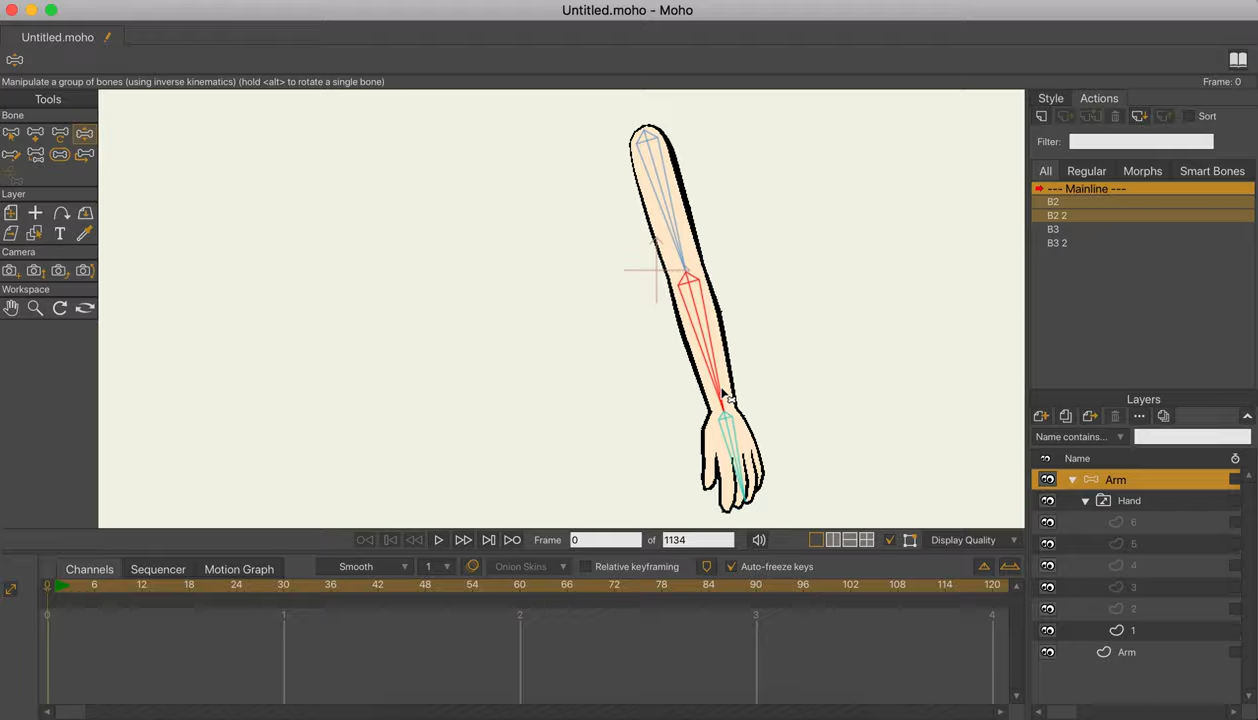 Untitled.moho - Moho
Untitled.moho
Manipulate a group of bones (using inverse kinematics) (hold <alt> to rotate a single bone)
Frame: 0
Tools
Bone
Layer
T
Camera
Workspace
Style
Actions
Sort
Filter:
All
Regular
Morphs
Smart Bones
--- Mainline ---
B2
B2 2
B3
B3 2
Layers
Name contains...
Name
Arm
Hand
6
5
4
3
2
1
Arm
Frame
0
of
1134
Display Quality
Channels
Sequencer
Motion Graph
Smooth
1
Onion Skins
Relative keyframing
Auto-freeze keys
0 6 12 18 24 30 36 42 48 54 60 66 72 78 84 90 96 102 108 114 120
0 1 2 3 4